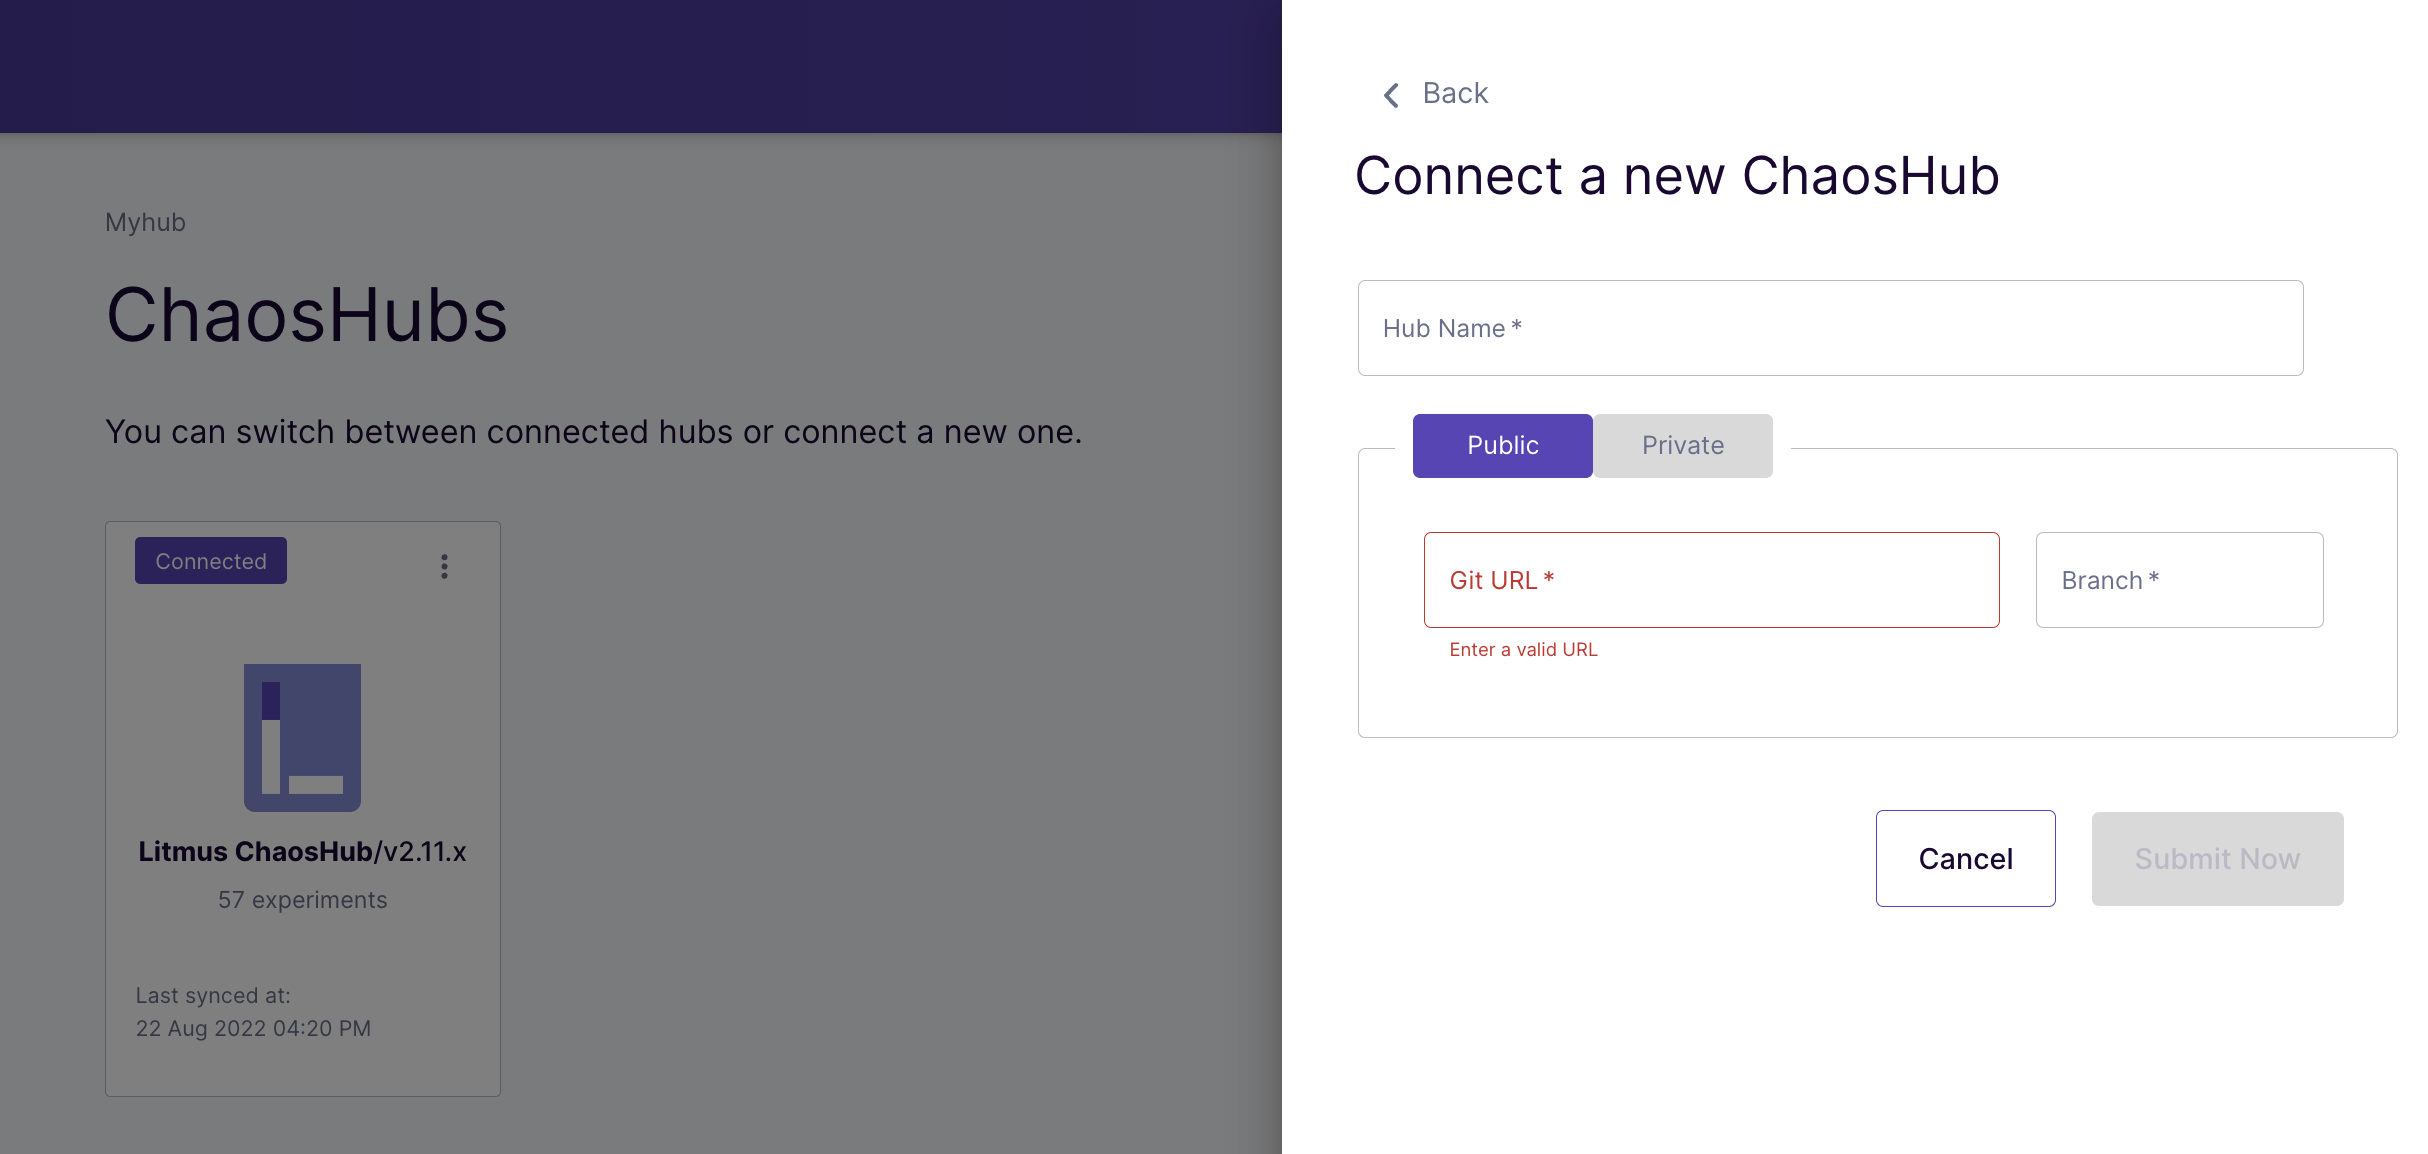 Myhub
ChaosHubs
You can switch between connected hubs or connect a new one.
Connected
Litmus ChaosHub/v2.11.x
57 experiments
Last synced at:
22 Aug 2022 04:20 PM
Back
Connect a new ChaosHub
Hub Name *
Public
Private
Git URL *
Branch *
Enter a valid URL
Cancel
Submit Now